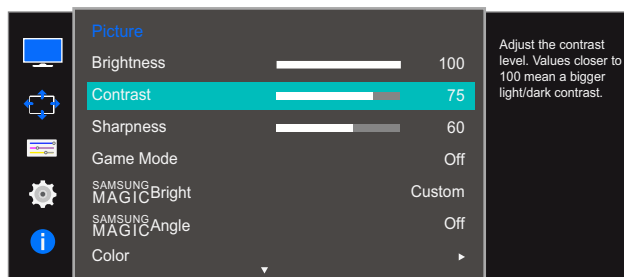 Picture
Brightness 100
Contrast 75
Sharpness 60
Game Mode Off
SAMSUNG
MAGICBright Custom
SAMSUNG
MAGICAngle Off
Color
Adjust the contrast
level. Values closer to
100 mean a bigger
light/dark contrast.